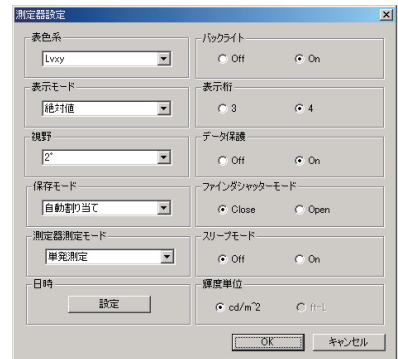 測定器設定
表色系
Lvxy
バックライト
Off
On
表示モード
絶対値
表示桁
3
4
視野
2°
データ保護
Off
On
保存モード
自動割り当て
ファインダシャッターモード
Close
Open
測定器測定モード
単発測定
スリープモード
Off
On
日時
設定
輝度単位
cd/m^2
ft-L
OK
キャンセル